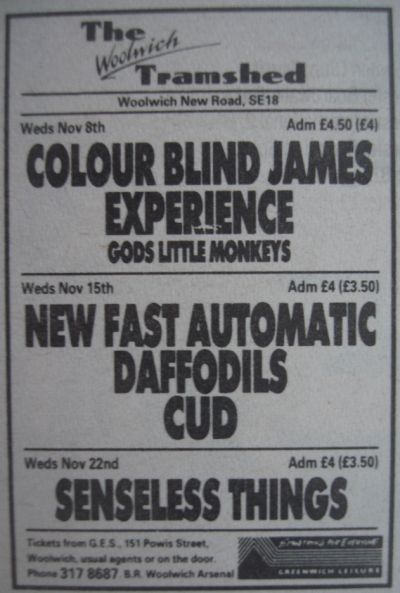 The
Woolwich
Tramshed
Woolwich New Road, SE18
Weds Nov 8th Adm £4.50 (£4)
COLOUR BLIND JAMES
EXPERIENCE
GODS LITTLE MONKEYS
Weds Nov 15th Adm £4 (£3.50)
NEW FAST AUTOMATIC
DAFFODILS
CUD
Weds Nov 22nd Adm £4 (£3.50)
SENSELESS THINGS
Tickets from G.E.S., 151 Powis Street,
Woolwich, usual agents or on the door.
Phone 317 8687 B.R. Woolwich Arsenal
GREENWICH LEISURE